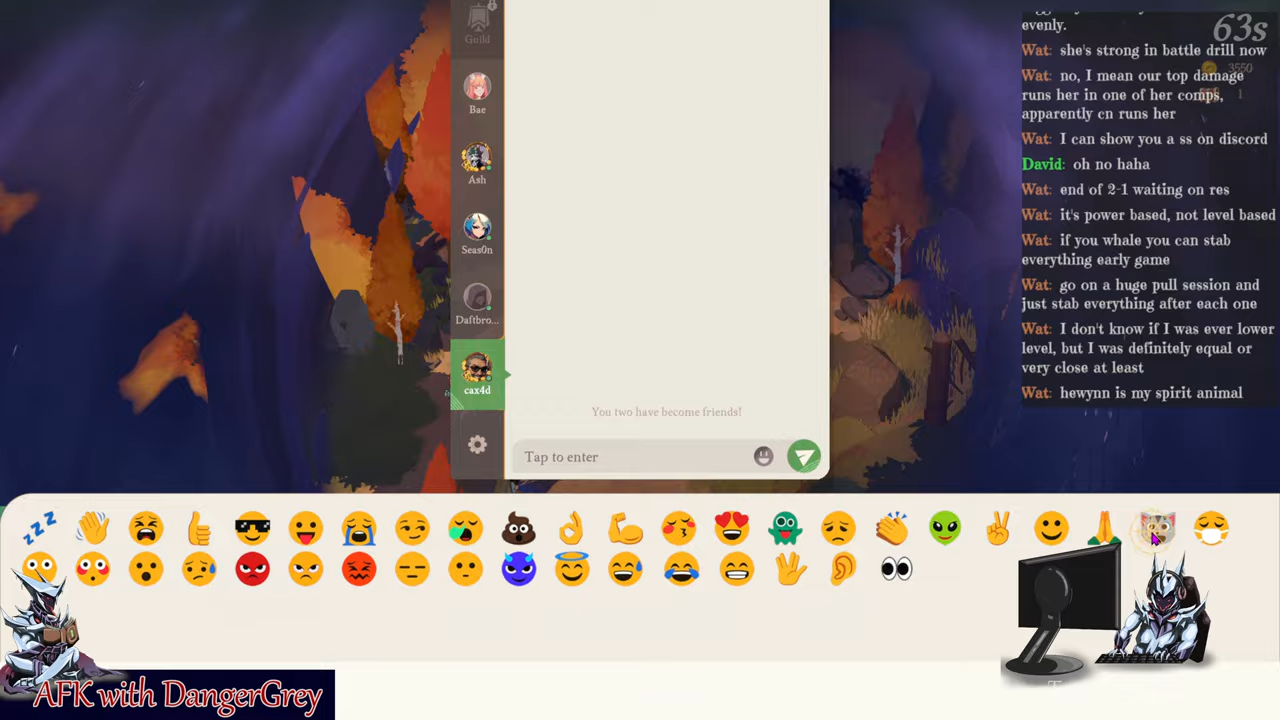 Guild
Bae
Ash
Seas0n
Daftbro...
cax4d
You two have become friends!
Tap to enter
evenly.
63s
Wat: she's strong in battle drill now
3550
Wat: no, I mean our top damage
runs her in one of her comps,
1
apparently cn runs her
Wat: I can show you a ss on discord
David: oh no haha
Wat: end of 2-1 waiting on res
Wat: it's power based, not level based
Wat: if you whale you can stab
everything early game
Wat: go on a huge pull session and
just stab everything after each one
Wat: I don't know if I was ever lower
level, but I was definitely equal or
very close at least
Wat: hewynn is my spirit animal
AFK with DangerGrey